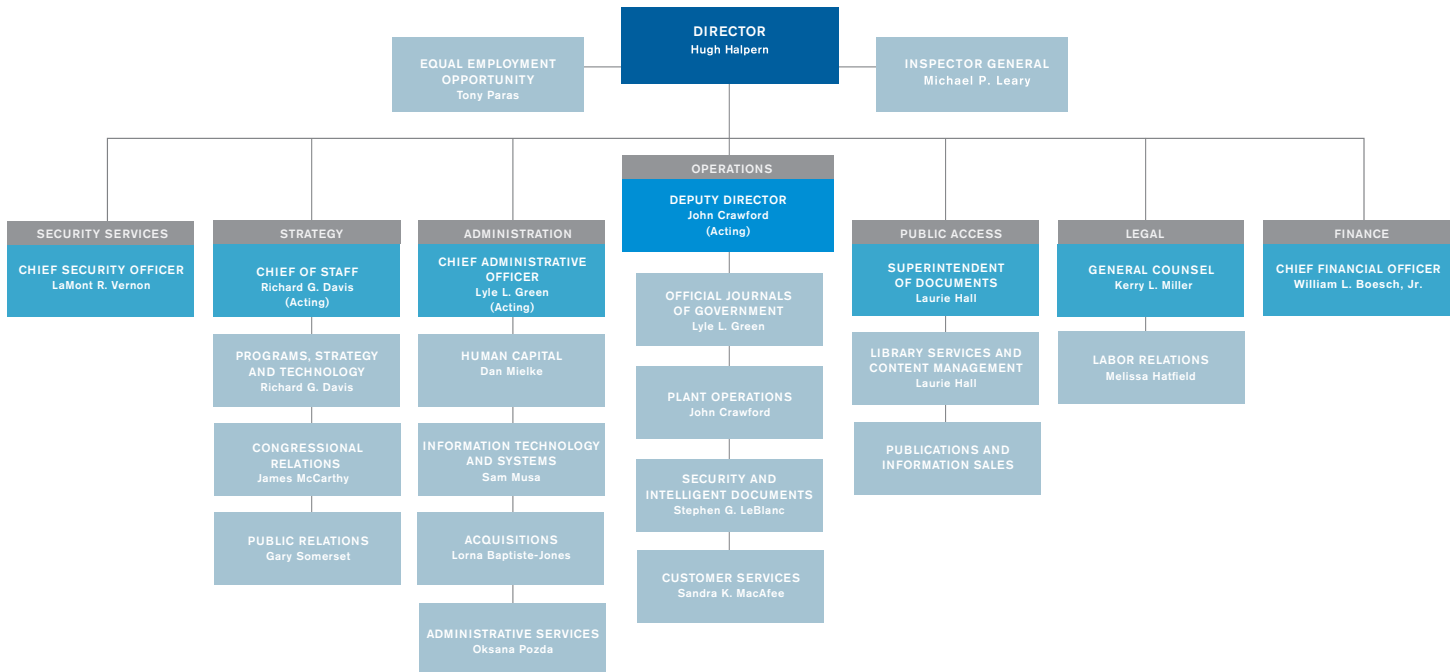 DIRECTOR
Hugh Halpern
EQUAL EMPLOYMENT
OPPORTUNITY
Tony Paras
INSPECTOR GENERAL
Michael P. Leary
SECURITY SERVICES
CHIEF SECURITY OFFICER
LaMont R. Vernon
STRATEGY
CHIEF OF STAFF
Richard G. Davis
(Acting)
PROGRAMS, STRATEGY
AND TECHNOLOGY
Richard G. Davis
CONGRESSIONAL
RELATIONS
James McCarthy
PUBLIC RELATIONS
Gary Somerset
ADMINISTRATION
CHIEF ADMINISTRATIVE
OFFICER
Lyle L. Green
(Acting)
HUMAN CAPITAL
Dan Mielke
INFORMATION TECHNOLOGY
AND SYSTEMS
Sam Musa
ACQUISITIONS
Lorna Baptiste-Jones
ADMINISTRATIVE SERVICES
Oksana Pozda
OPERATIONS
DEPUTY DIRECTOR
John Crawford
(Acting)
OFFICIAL JOURNALS
OF GOVERNMENT
Lyle L. Green
PLANT OPERATIONS
John Crawford
SECURITY AND
INTELLIGENT DOCUMENTS
Stephen G. LeBlanc
CUSTOMER SERVICES
Sandra K. MacAfee
PUBLIC ACCESS
SUPERINTENDENT
OF DOCUMENTS
Laurie Hall
LIBRARY SERVICES AND
CONTENT MANAGEMENT
Laurie Hall
PUBLICATIONS AND
INFORMATION SALES
LEGAL
GENERAL COUNSEL
Kerry L. Miller
LABOR RELATIONS
Melissa Hatfield
FINANCE
CHIEF FINANCIAL OFFICER
William L. Boesch, Jr.